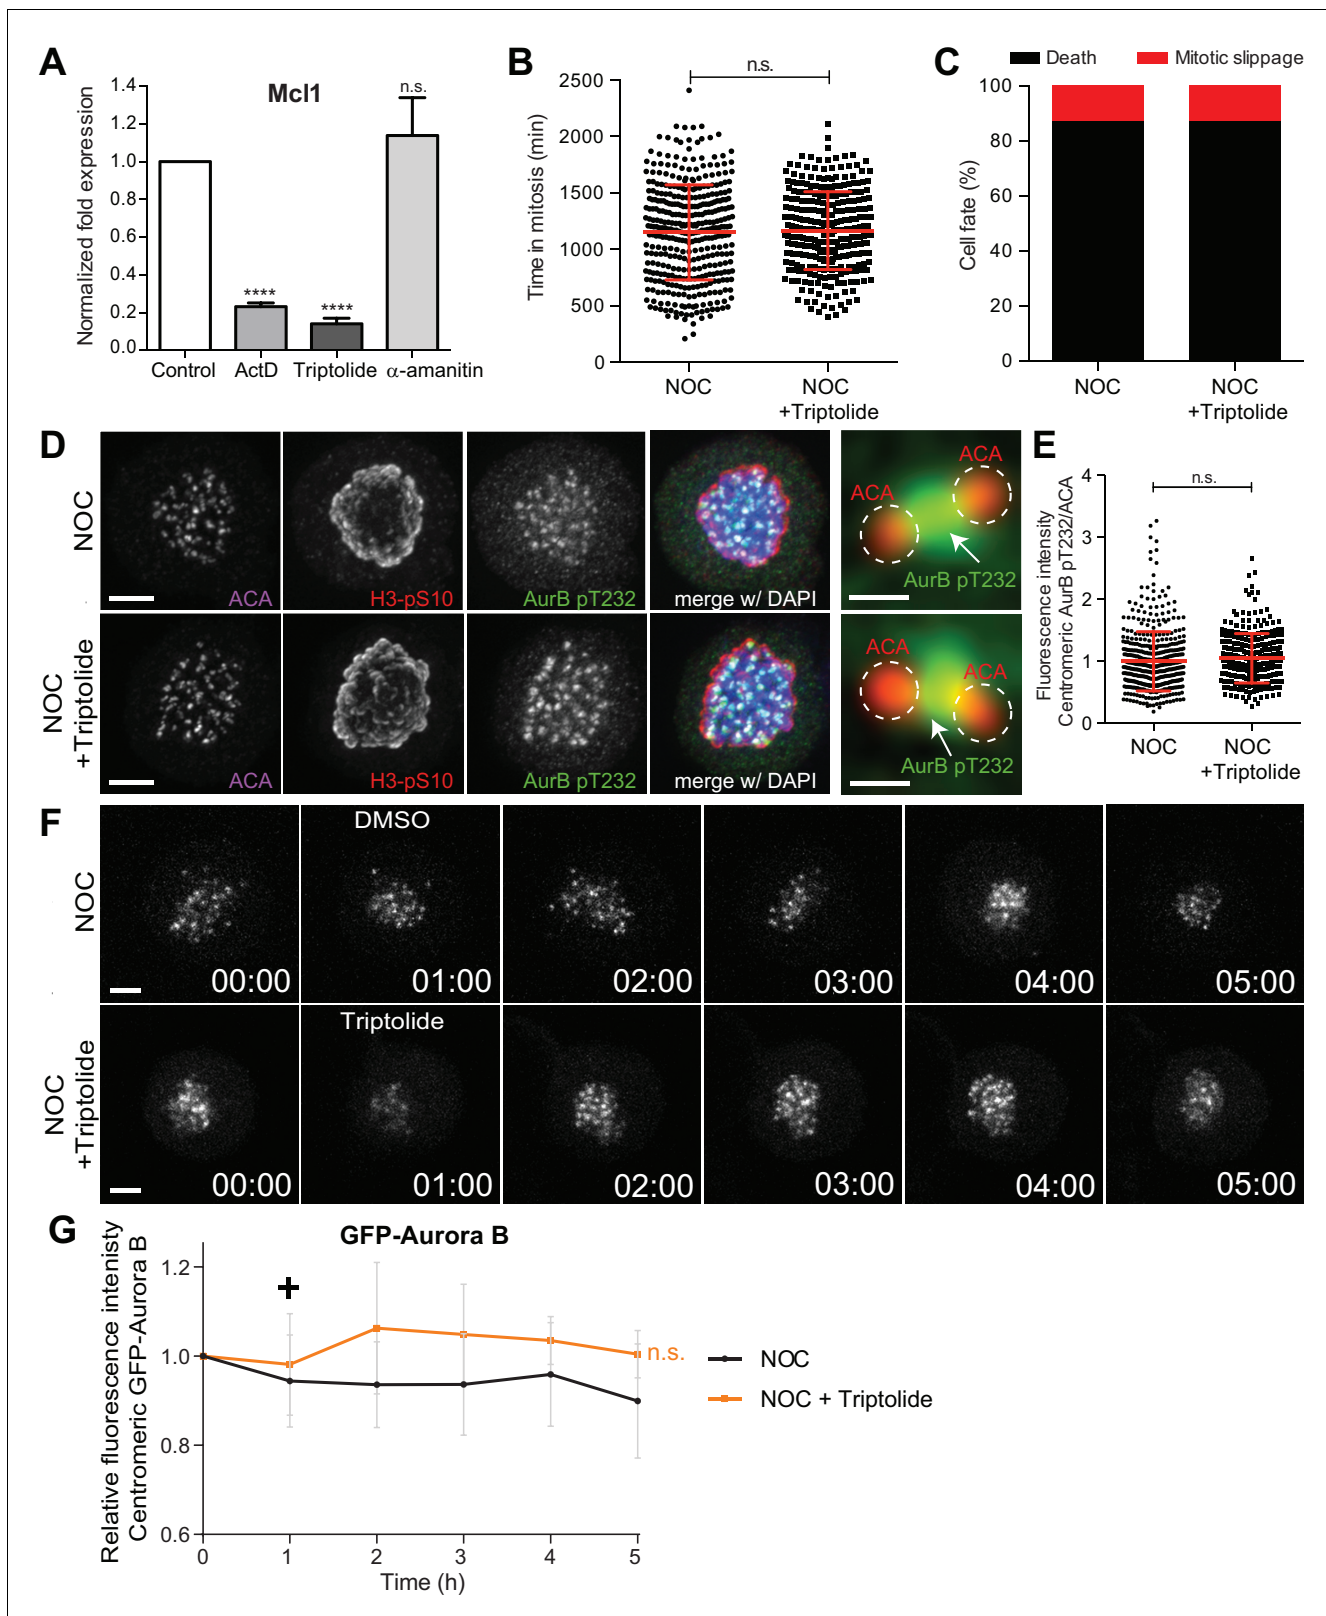 A
Mcl1
Normalized fold expression
1.4
1.2
1.0
0.8
0.6
0.4
0.2
0.0
****
****
n.s.
Control
ActD
Triptolide
α-amanitin
B
n.s.
Time in mitosis (min)
2500
2000
1500
1000
500
0
NOC
NOC
+Triptolide
C
Death
Mitotic slippage
Cell fate (%)
100
80
60
40
20
0
NOC
NOC
+Triptolide
D
NOC
ACA
H3-pS10
AurB pT232
merge w/ DAPI
ACA
ACA
AurB pT232
NOC
+Triptolide
ACA
H3-pS10
AurB pT232
merge w/ DAPI
ACA
ACA
AurB pT232
E
n.s.
Fluorescence intensity
Centromeric AurB pT232/ACA
4
3
2
1
0
NOC
NOC
+Triptolide
F
NOC
DMSO
00:00
01:00
02:00
03:00
04:00
05:00
NOC
+Triptolide
Triptolide
00:00
01:00
02:00
03:00
04:00
05:00
G
GFP-Aurora B
Relative fluorescence intenisty
Centromeric GFP-Aurora B
1.2
1.0
0.8
0.6
+
n.s.
0
1
2
3
4
5
Time (h)
NOC
NOC + Triptolide